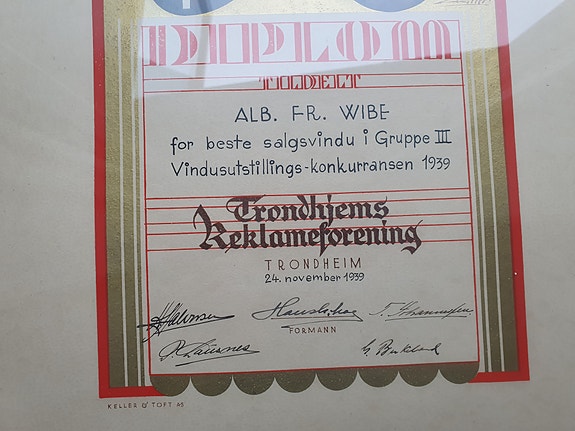 DIPLOM
TILDELT
ALB. FR. WIBE
for beste salgsvindu i Gruppe III
Vindusutstillings-konkurransen 1939
Trondhjems
Reklameforening
TRONDHEIM
24. november 1939
FORMANN
KELLER & TOFT AS